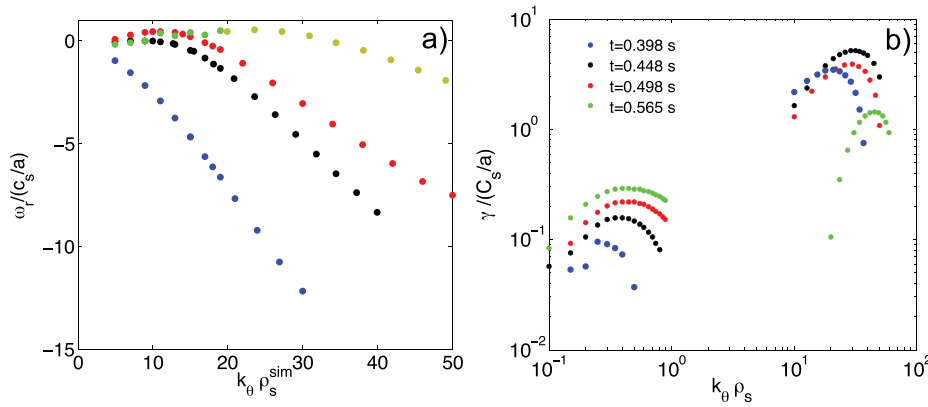 a)
0
−5
−10
−15
ω_r/(c_s/a)
0 10 20 30 40 50
k_θ ρ_s^sim
b)
t=0.398 s
t=0.448 s
t=0.498 s
t=0.565 s
10^1
10^0
10^−1
10^−2
γ/(C_s/a)
10^−1 10^0 10^1 10^2
k_θ ρ_s